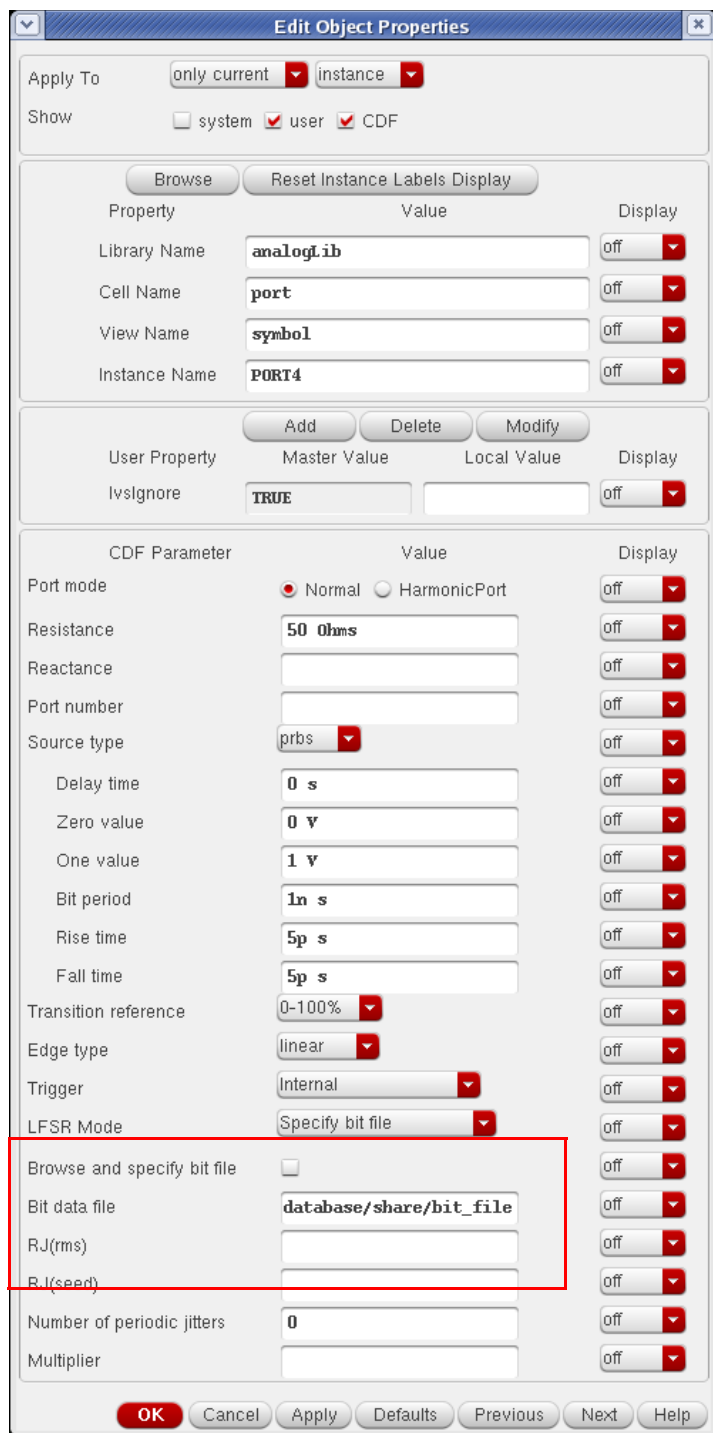 Edit Object Properties
Apply To only current instance
Show system user CDF
Browse Reset Instance Labels Display
Property Value Display
Library Name analogLib off
Cell Name port off
View Name symbol off
Instance Name PORT4 off
Add Delete Modify
User Property Master Value Local Value Display
lvsIgnore TRUE off
CDF Parameter Value Display
Port mode Normal HarmonicPort off
Resistance 50 Ohms off
Reactance off
Port number off
Source type prbs off
Delay time 0 s off
Zero value 0 V off
One value 1 V off
Bit period 1n s off
Rise time 5p s off
Fall time 5p s off
Transition reference 0-100% off
Edge type linear off
Trigger Internal off
LFSR Mode Specify bit file off
Browse and specify bit file off
Bit data file database/share/bit_file off
RJ(rms) off
RJ(seed) off
Number of periodic jitters 0 off
Multiplier off
OK Cancel Apply Defaults Previous Next Help